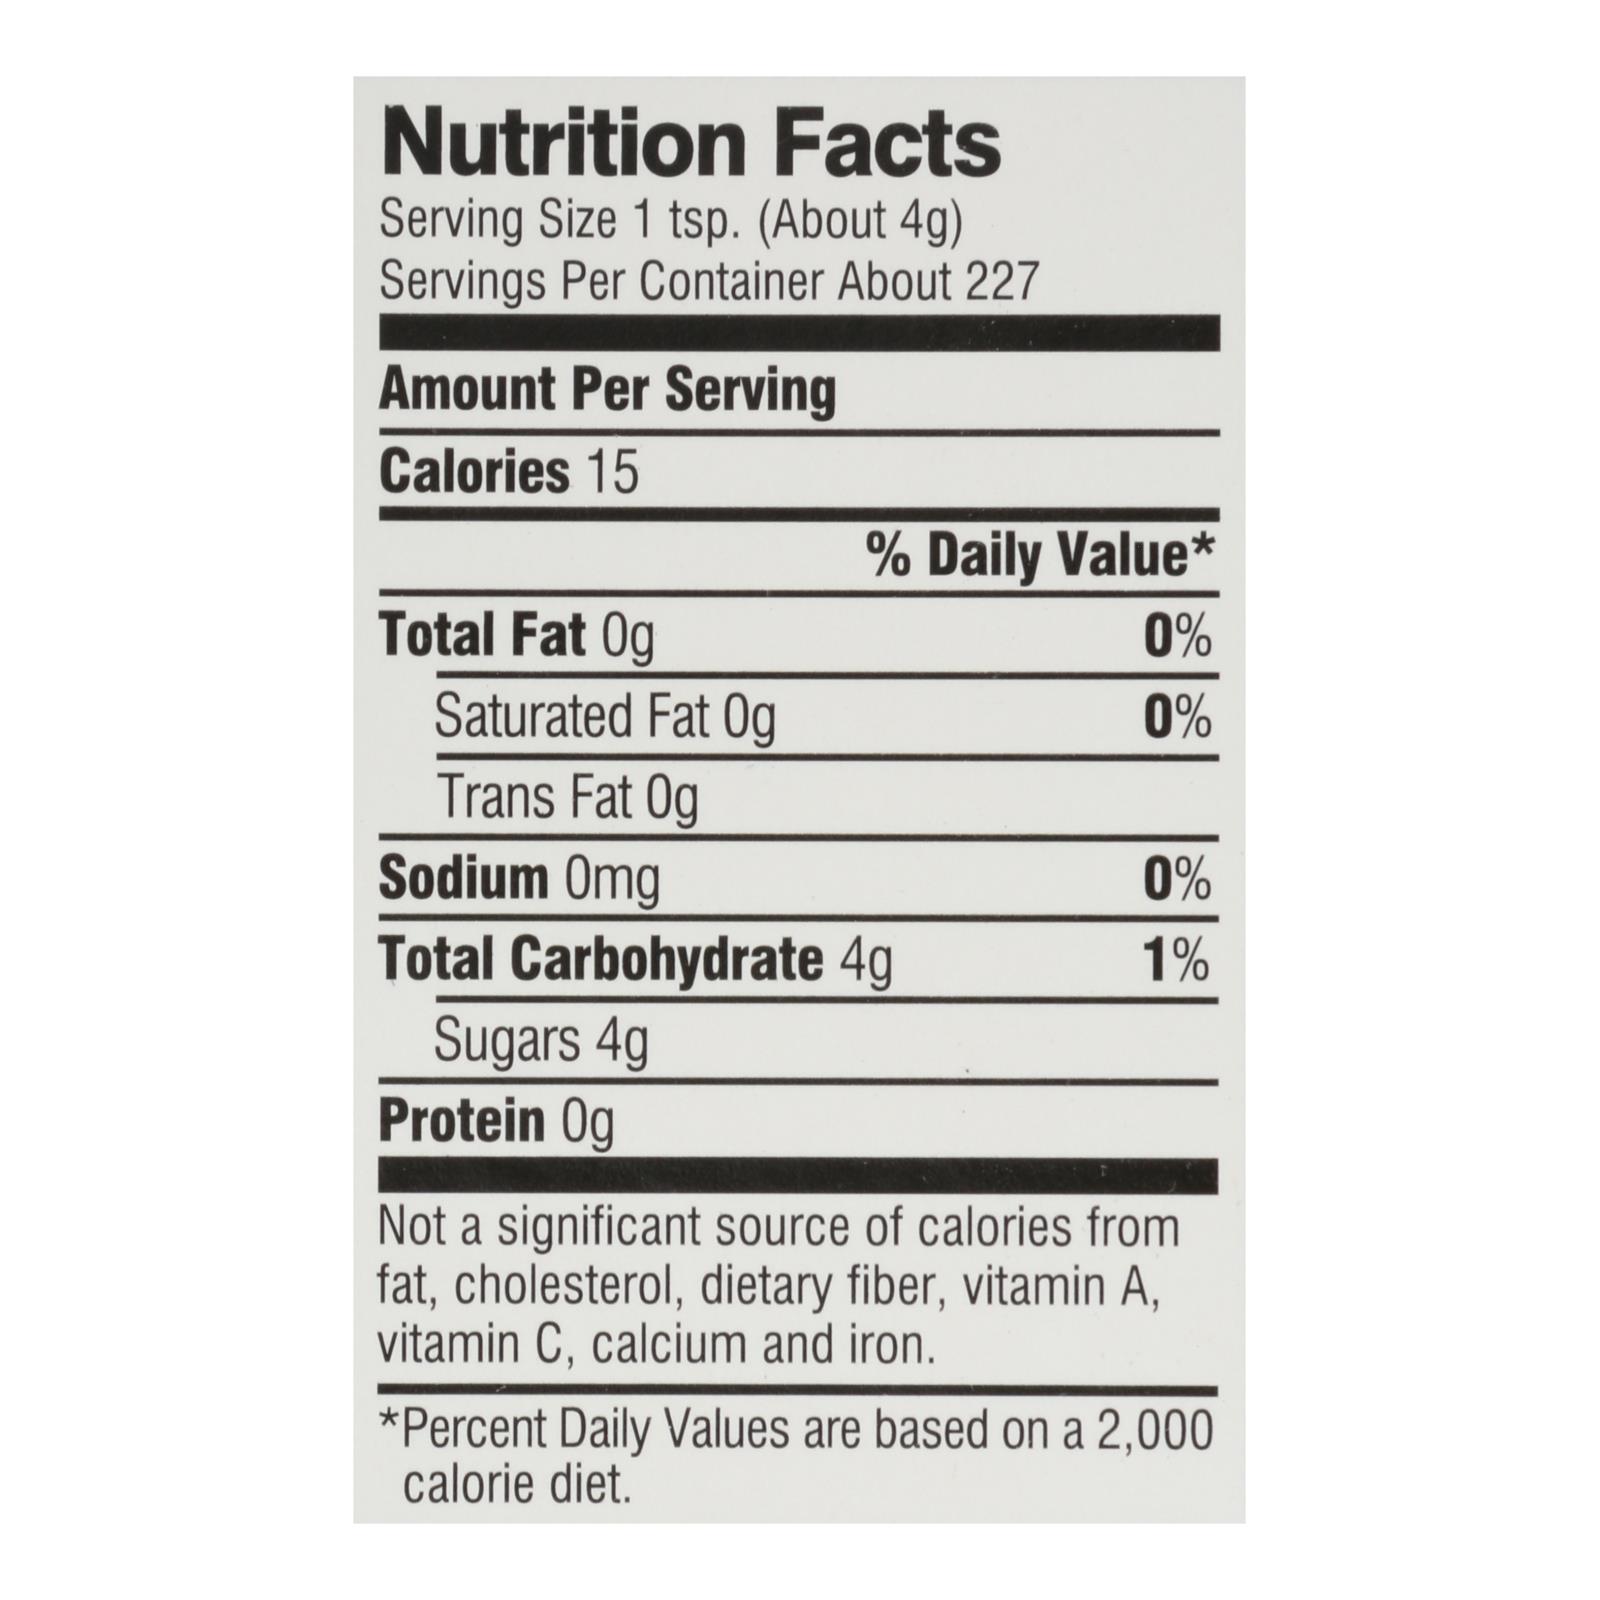 Nutrition Facts
Serving Size 1 tsp. (About 4g)
Servings Per Container About 227
Amount Per Serving
Calories 15
% Daily Value*
Total Fat 0g 0%
Saturated Fat 0g 0%
Trans Fat 0g
Sodium 0mg 0%
Total Carbohydrate 4g 1%
Sugars 4g
Protein 0g
Not a significant source of calories from
fat, cholesterol, dietary fiber, vitamin A,
vitamin C, calcium and iron.
*Percent Daily Values are based on a 2,000
calorie diet.